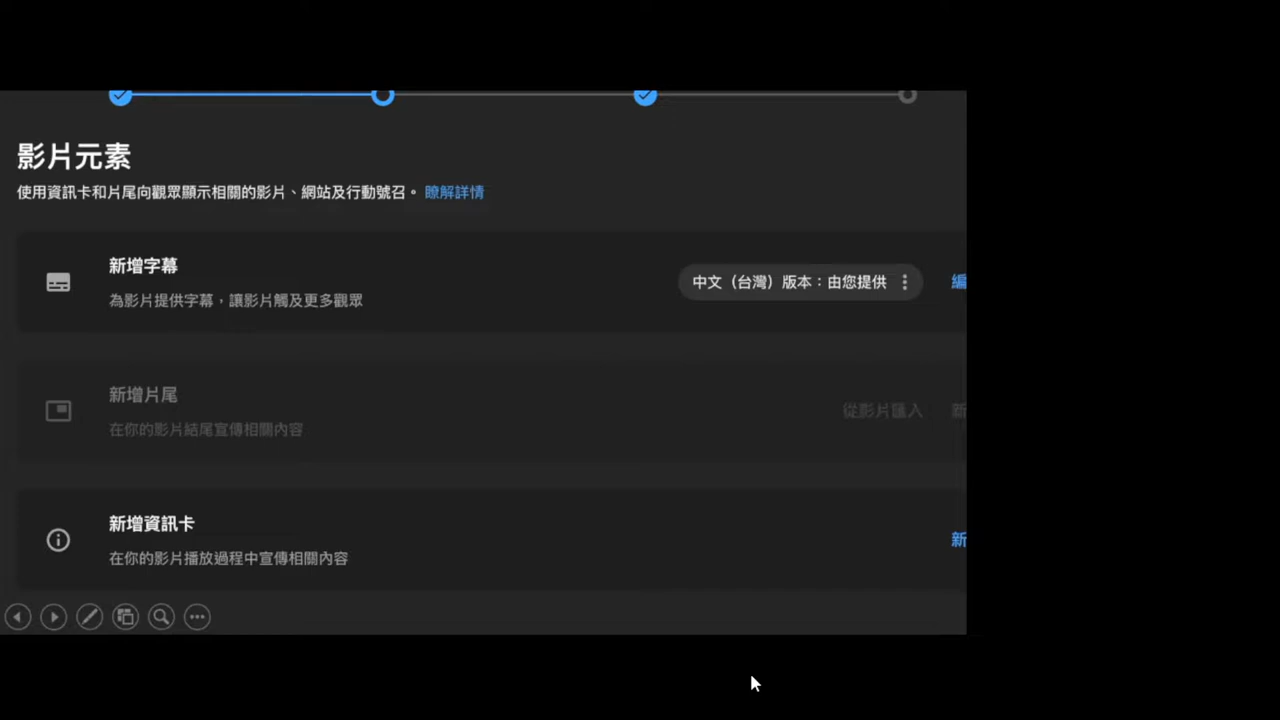 影片元素
使用資訊卡和片尾向觀眾顯示相關的影片、網站及行動號召。 瞭解詳情
新增字幕
為影片提供字幕，讓影片觸及更多觀眾
中文（台灣）版本：由您提供
編
新增片尾
在你的影片結尾宣傳相關內容
從影片匯入
新
新增資訊卡
在你的影片播放過程中宣傳相關內容
新